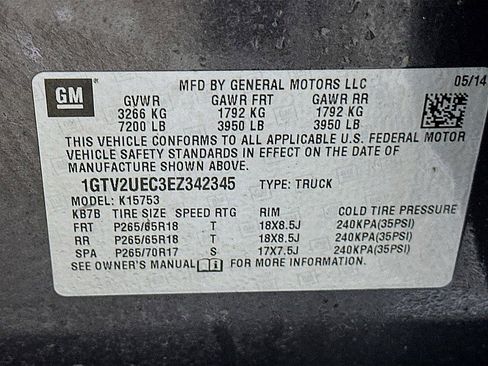 GM
MFD BY GENERAL MOTORS LLC
05/14
GVWR GAWR FRT GAWR RR
3266 KG 1792 KG 1792 KG
7200 LB 3950 LB 3950 LB
THIS VEHICLE CONFORMS TO ALL APPLICABLE U.S. FEDERAL MOTOR
VEHICLE SAFETY STANDARDS IN EFFECT ON THE DATE OF
MANUFACTURE SHOWN ABOVE.
1GTV2UEC3EZ342345 TYPE: TRUCK
MODEL: K15753
KB7B TIRE SIZE SPEED RTG RIM COLD TIRE PRESSURE
FRT P265/65R18 T 18X8.5J 240KPA(35PSI)
RR P265/65R18 T 18X8.5J 240KPA(35PSI)
SPA P265/70R17 S 17X7.5J 240KPA(35PSI)
SEE OWNER'S MANUAL FOR MORE INFORMATION.